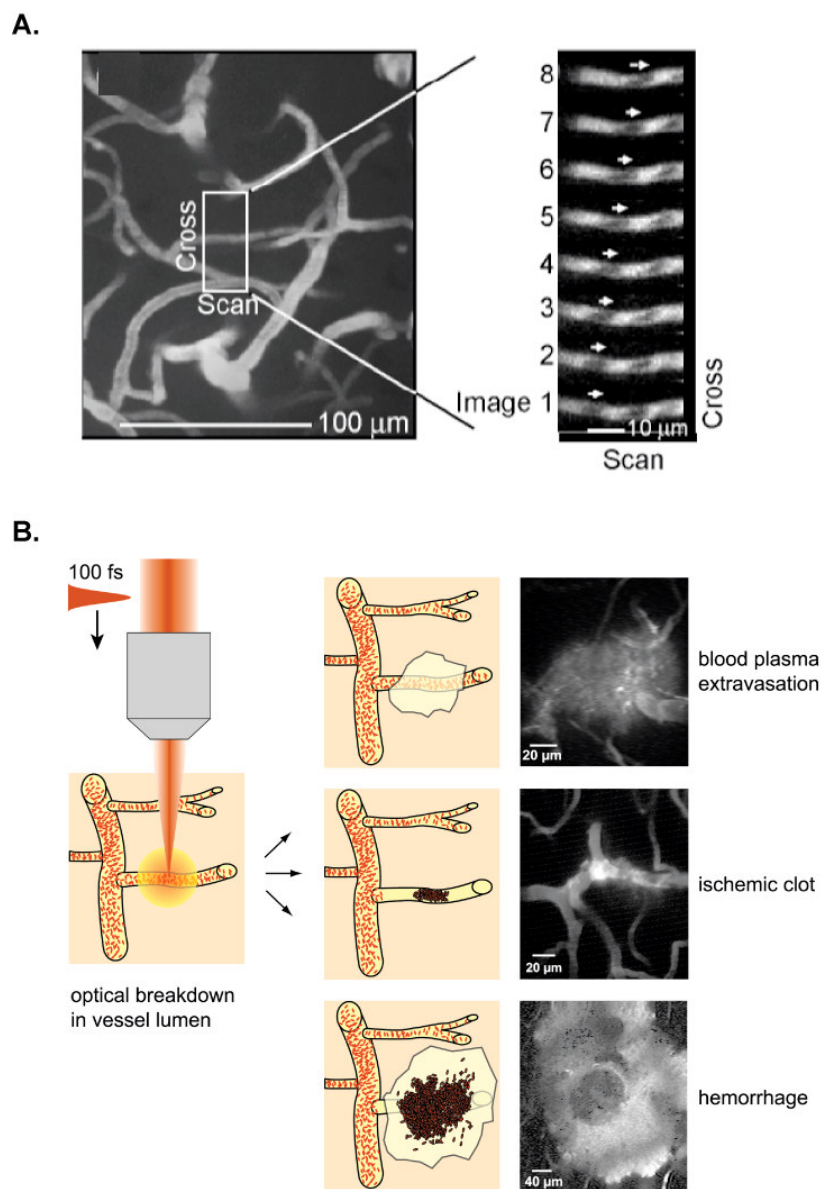 A.
Cross
Scan
100 µm
8
7
6
5
4
3
2
Image 1
10 µm
Cross
Scan
B.
100 fs
optical breakdown
in vessel lumen
20 µm
blood plasma
extravasation
20 µm
ischemic clot
40 µm
hemorrhage